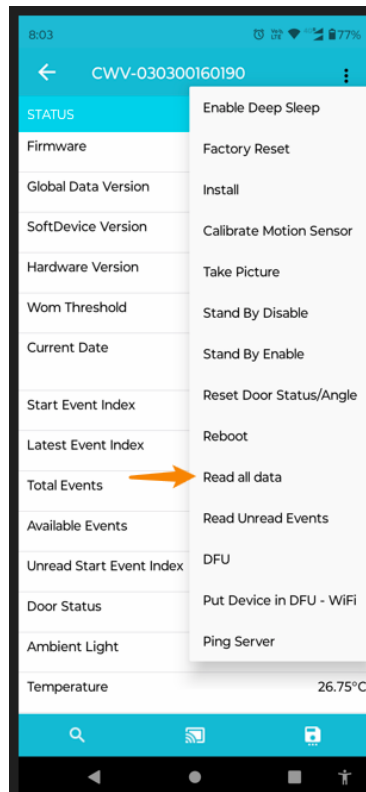 8:03
77%
CWV-030300160190
STATUS
Enable Deep Sleep
Firmware
Factory Reset
Global Data Version
Install
SoftDevice Version
Calibrate Motion Sensor
Hardware Version
Take Picture
Wom Threshold
Stand By Disable
Current Date
Stand By Enable
Start Event Index
Reset Door Status/Angle
Latest Event Index
Reboot
Total Events
Read all data
Available Events
Read Unread Events
Unread Start Event Index
DFU
Door Status
Put Device in DFU - WiFi
Ambient Light
Ping Server
Temperature
26.75°C